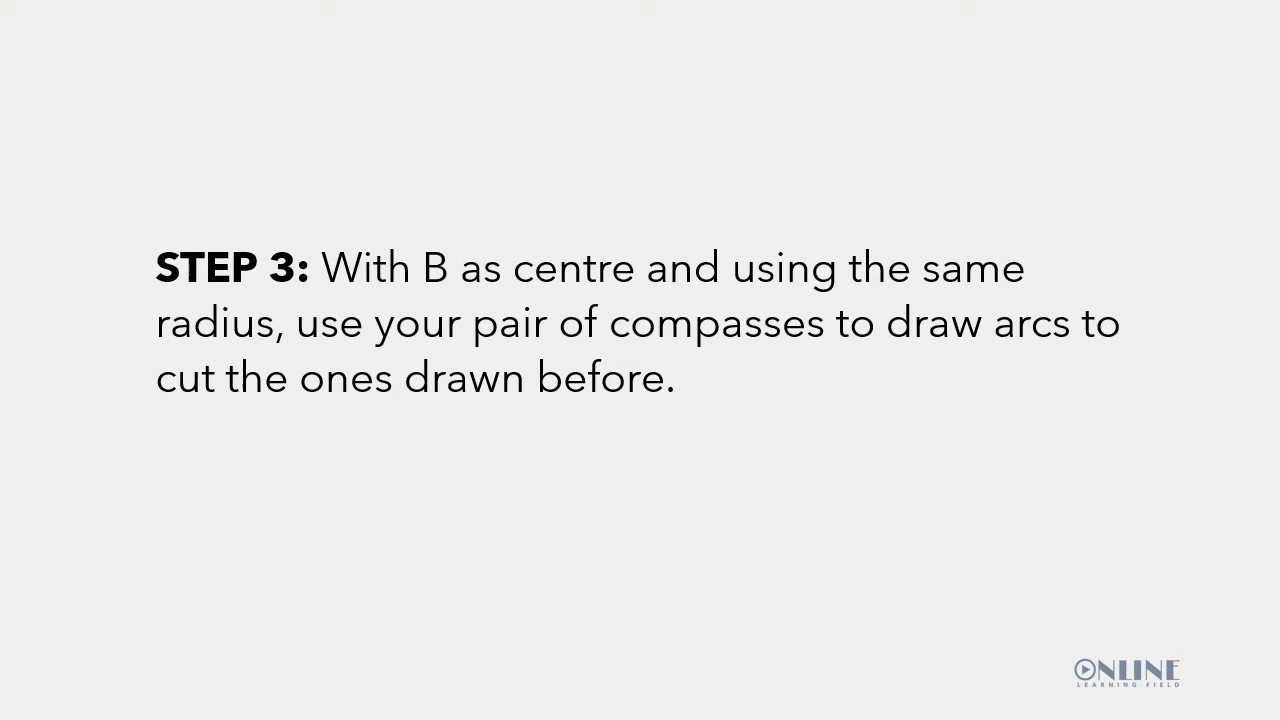 STEP 3: With B as centre and using the same
radius, use your pair of compasses to draw arcs to
cut the ones drawn before.
ONLINE
LEARNING FIELD